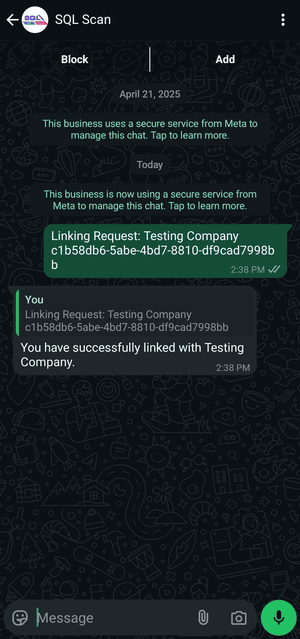 SQL Scan
Block
Add
April 21, 2025
This business uses a secure service from Meta to
manage this chat. Tap to learn more.
Today
This business is now using a secure service from
Meta to manage this chat. Tap to learn more.
Linking Request: Testing Company
c1b58db6-5abe-4bd7-8810-df9cad7998b
b
2:38 PM
You
Linking Request: Testing Company
c1b58db6-5abe-4bd7-8810-df9cad7998bb
You have successfully linked with Testing
Company.
2:38 PM
Message